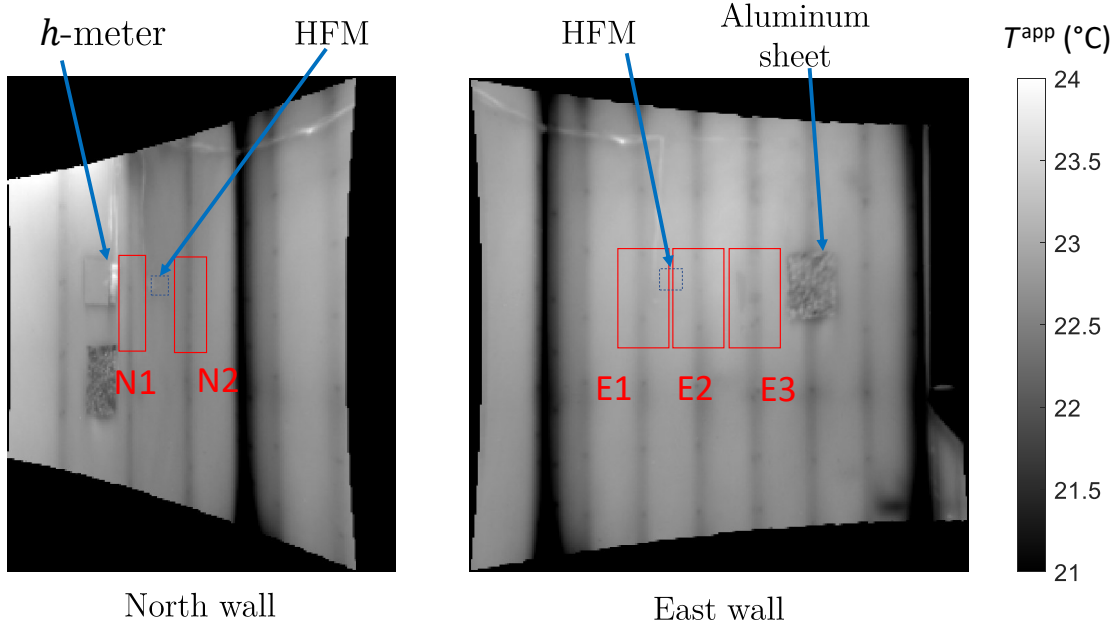 h-meter
HFM
HFM
Aluminum
sheet
T^app (°C)
24
23.5
23
22.5
22
21.5
21
N1
N2
E1
E2
E3
North wall
East wall